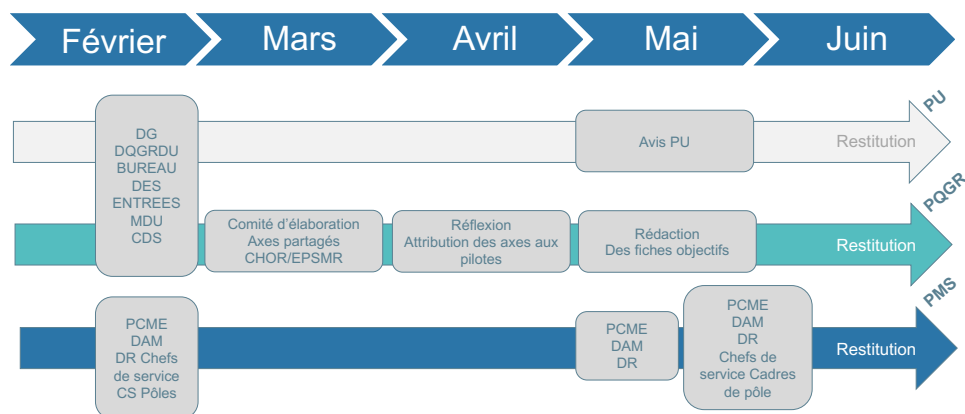 Février
Mars
Avril
Mai
Juin
DG
DQGRDU
BUREAU
DES
ENTREES
MDU
CDS
Avis PU
Restitution
PU
Comité d'élaboration
Axes partagés
CHOR/EPSMR
Réflexion
Attribution des axes aux
pilotes
Rédaction
Des fiches objectifs
Restitution
PQGR
PCME
DAM
DR Chefs
de service
CS Pôles
PCME
DAM
DR
PCME
DAM
DR
Chefs de
service Cadres
de pôle
Restitution
PMS